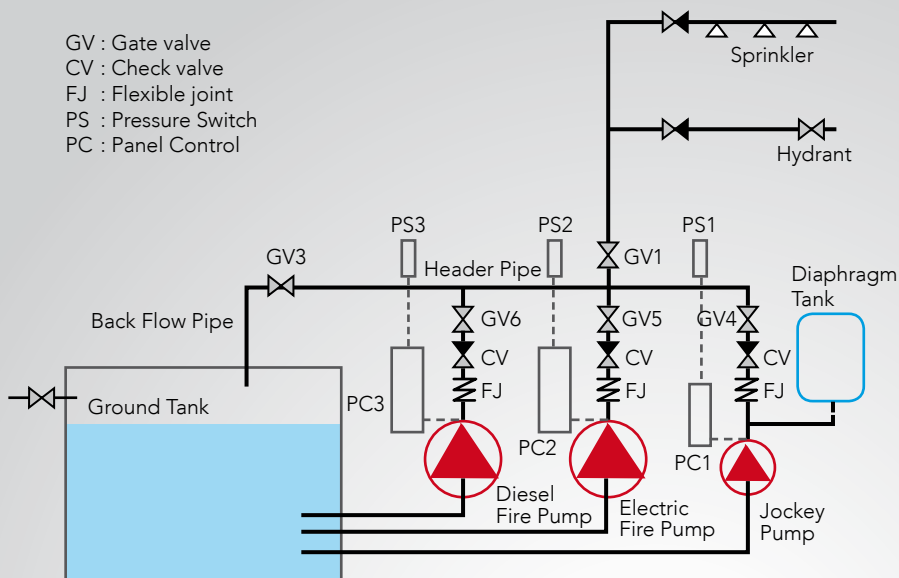 GV : Gate valve
CV : Check valve
FJ : Flexible joint
PS : Pressure Switch
PC : Panel Control
Sprinkler
Hydrant
PS3
PS2
PS1
GV3
Header Pipe
GV1
Diaphragm
Tank
Back Flow Pipe
GV6
GV5
GV4
CV
CV
CV
FJ
FJ
FJ
Ground Tank
PC3
PC2
PC1
Diesel
Fire Pump
Electric
Fire Pump
Jockey
Pump